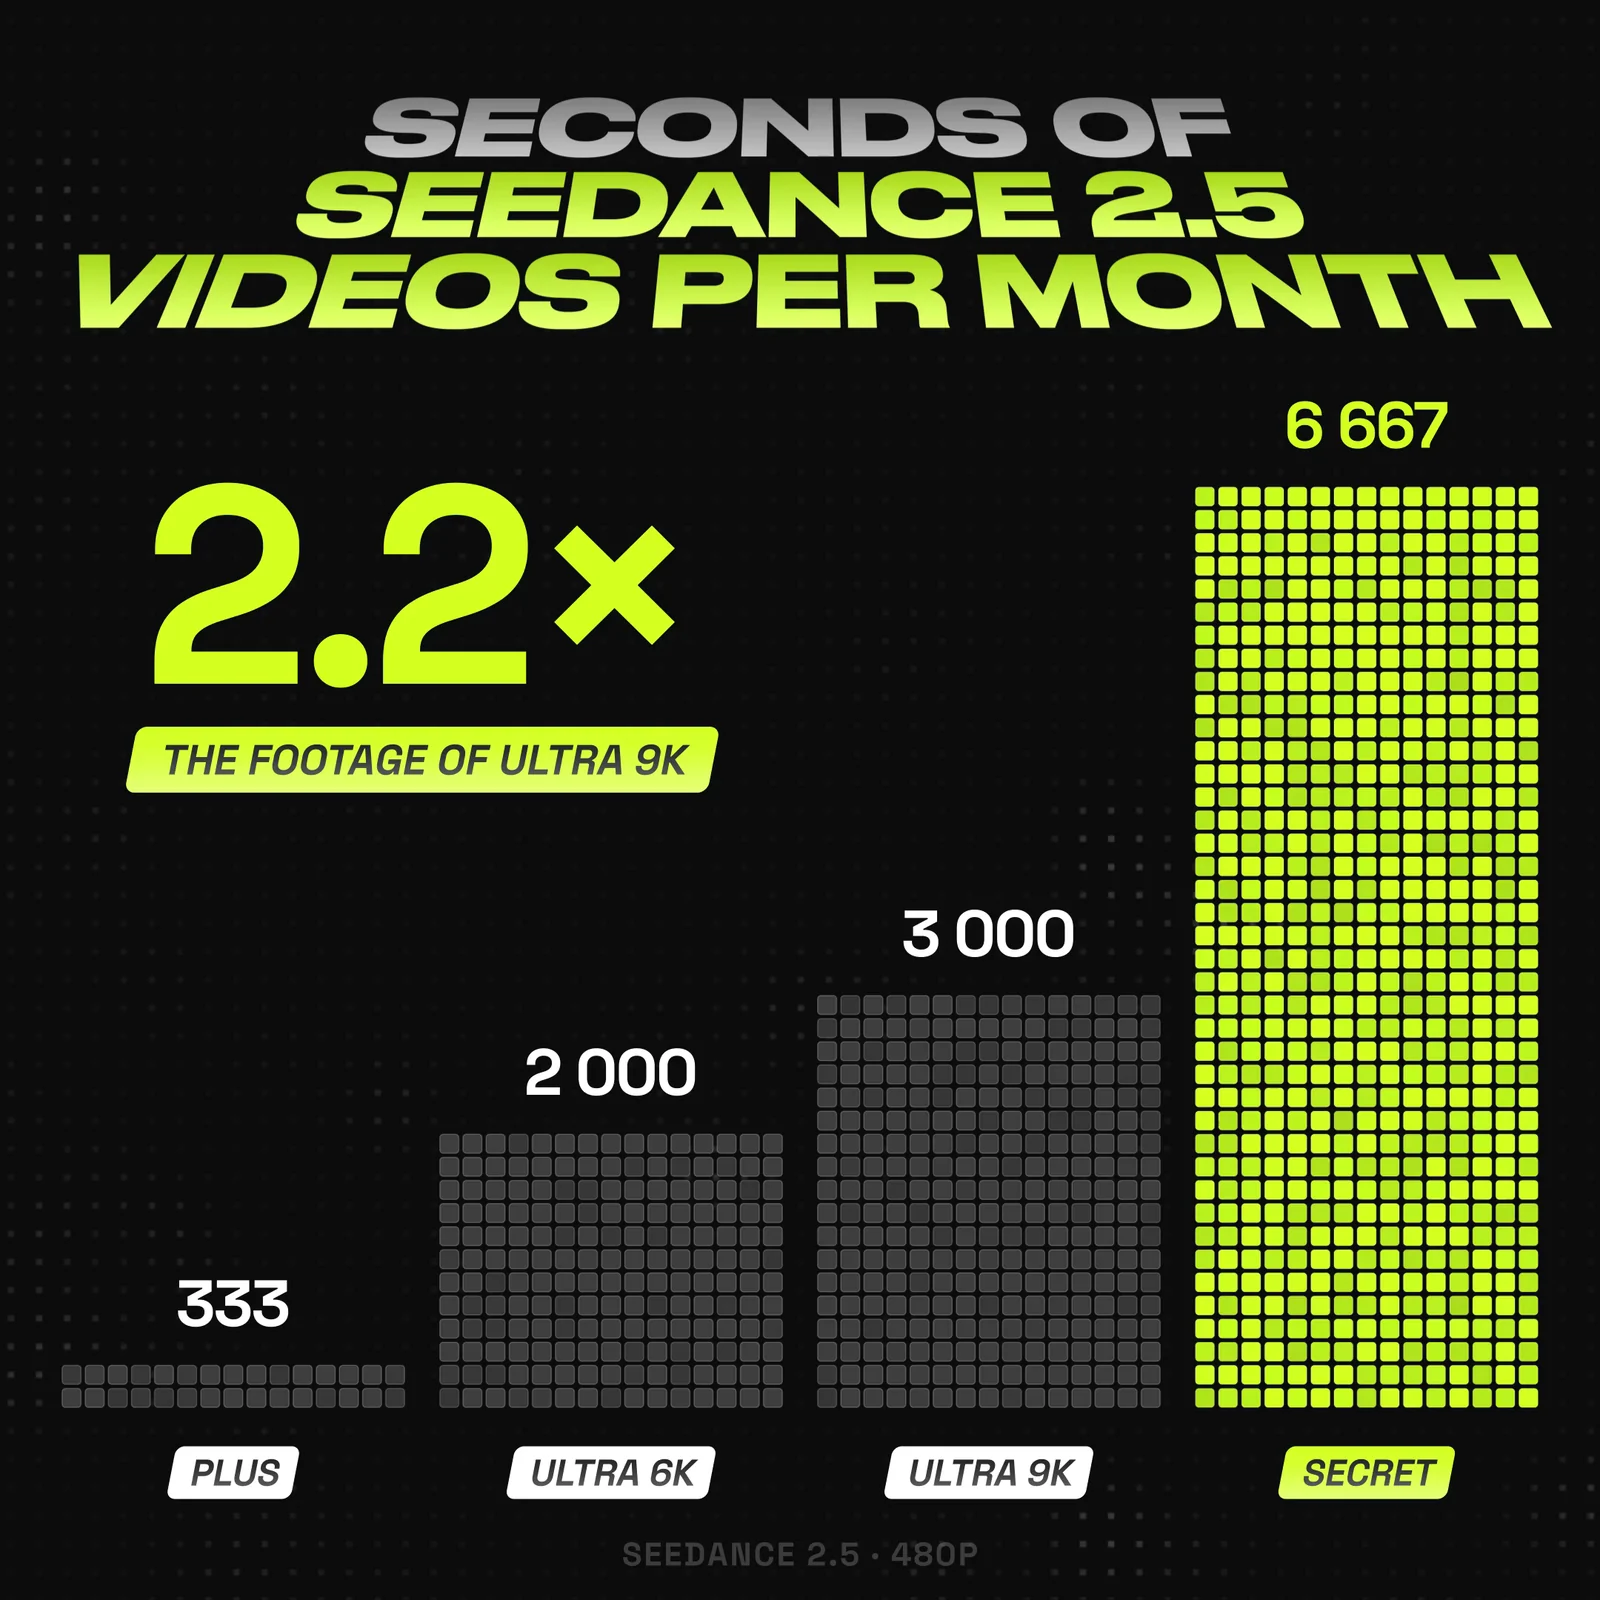 SECONDS OF
SEEDANCE 2.5
VIDEOS PER MONTH
6 667
2.2×
THE FOOTAGE OF ULTRA 9K
3 000
2 000
333
PLUS
ULTRA 6K
ULTRA 9K
SECRET
SEEDANCE 2.5 · 480P